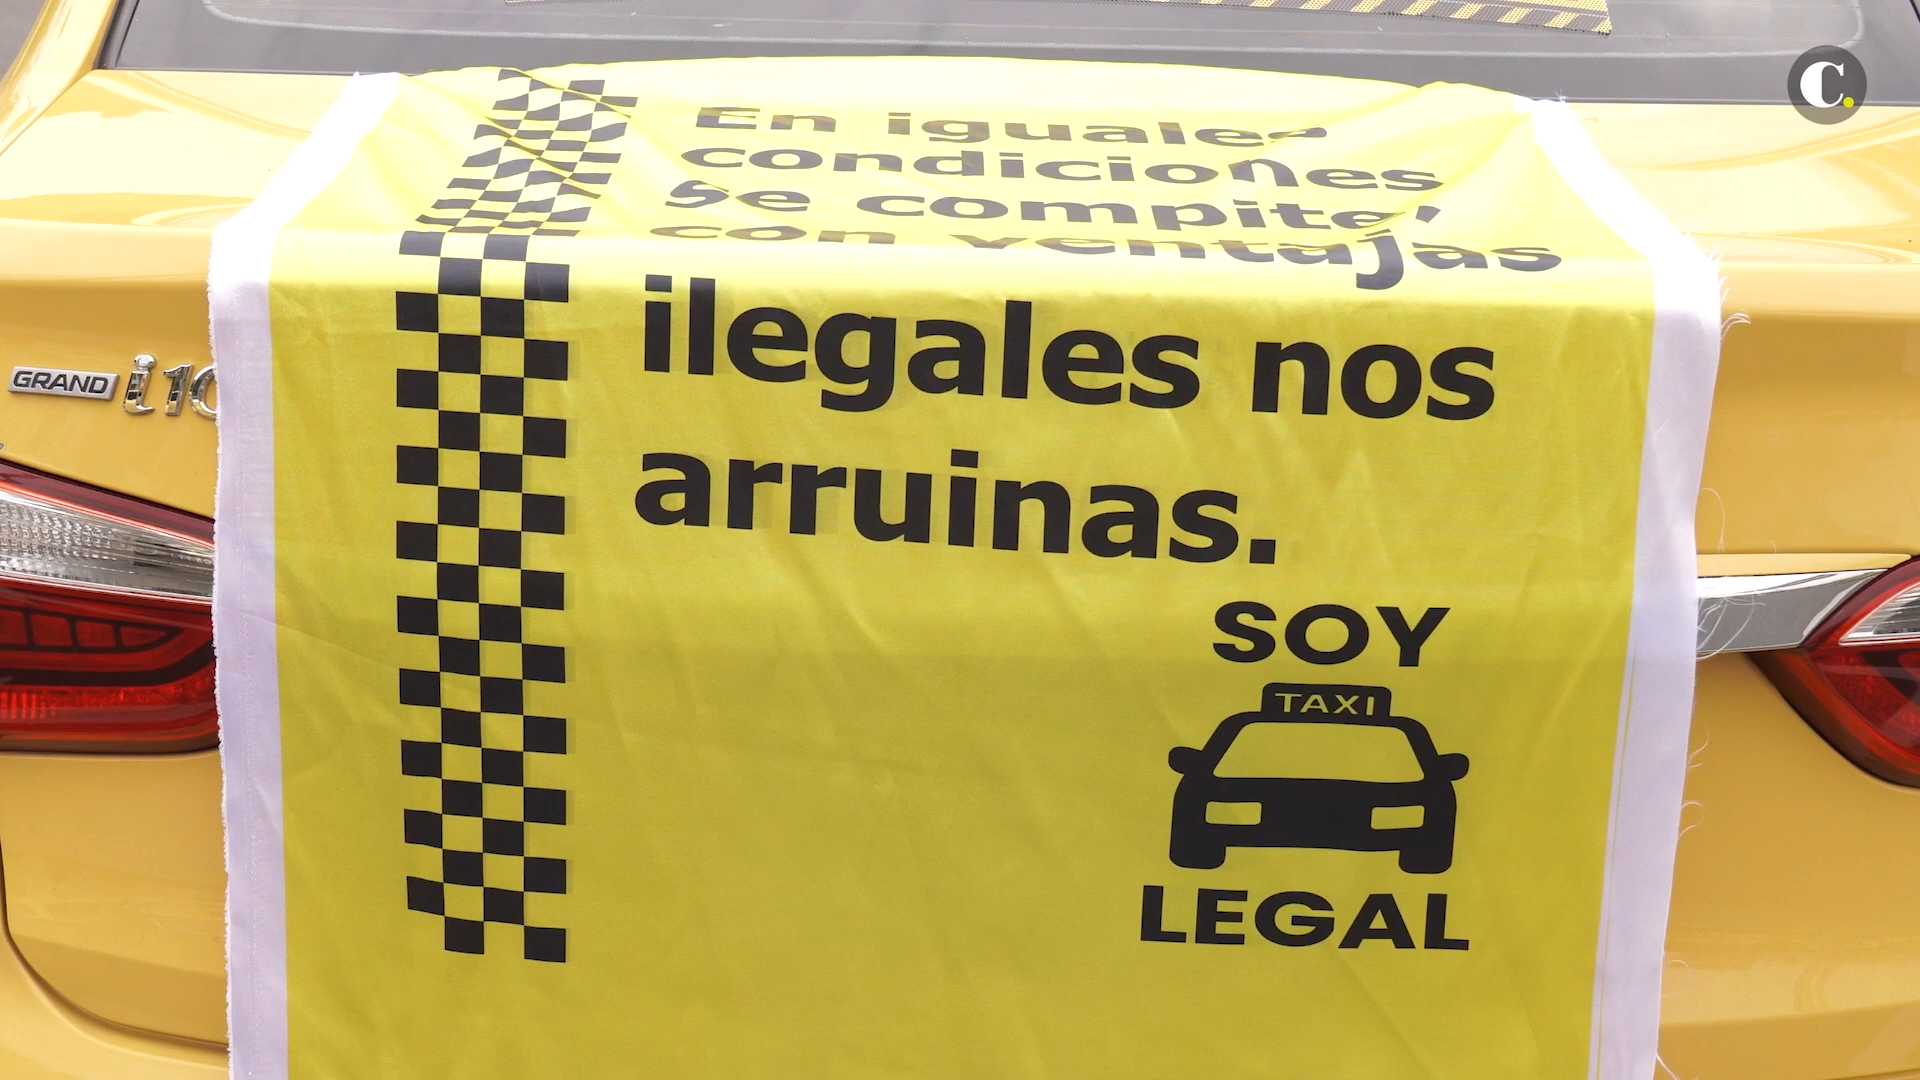 En iguales
condiciones
se compite,
con ventajas
ilegales nos
arruinas.
SOY
TAXI
LEGAL
GRAND i10
C.